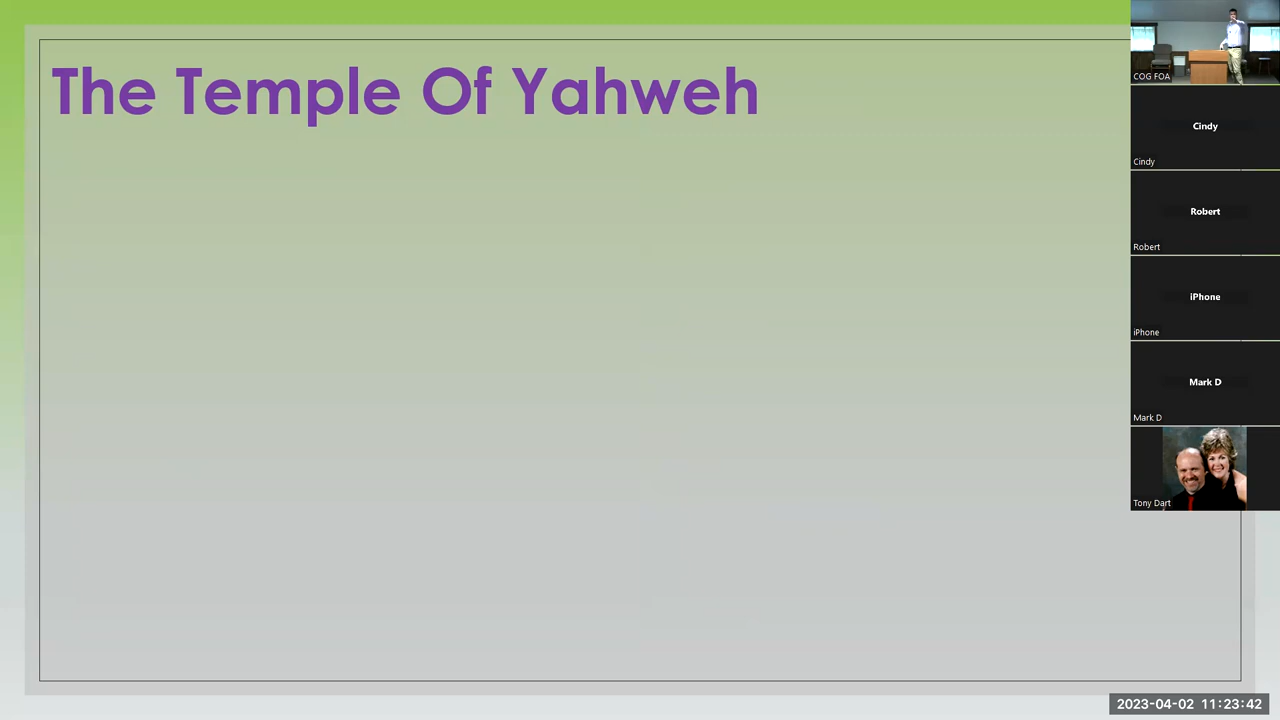 The Temple Of Yahweh
COG FOA
Cindy
Cindy
Robert
Robert
iPhone
iPhone
Mark D
Mark D
Tony Dart
2023-04-02 11:23:42